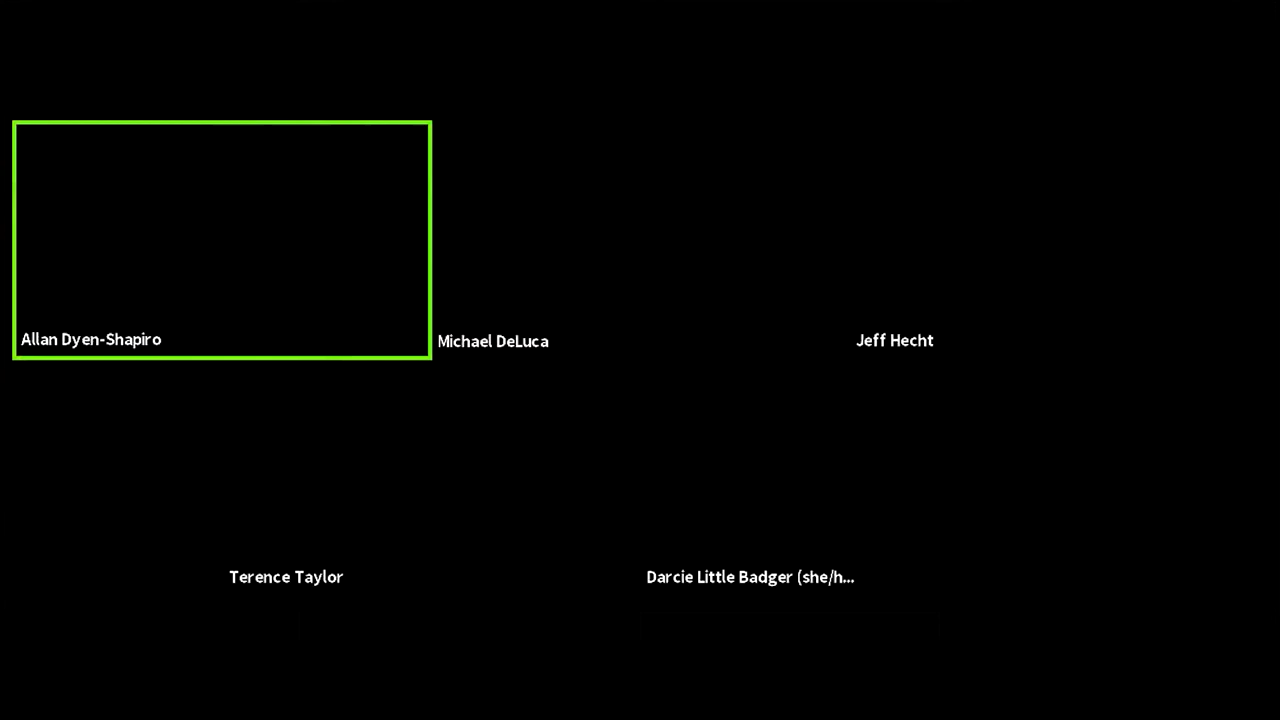 Allan Dyen-Shapiro
Michael DeLuca
Jeff Hecht
Terence Taylor
Darcie Little Badger (she/h...